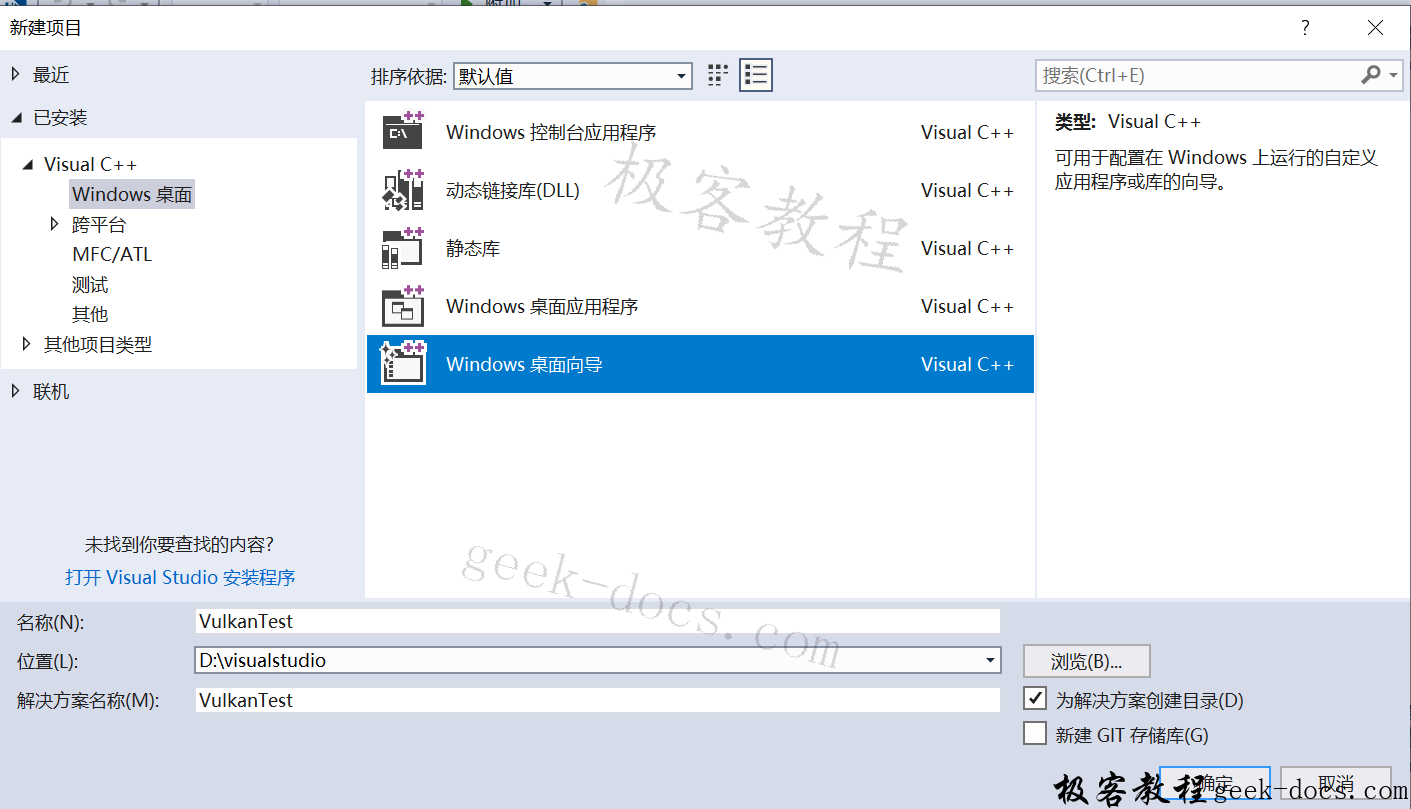 附加
新建项目
?
最近
已安装
Visual C++
Windows 桌面
跨平台
MFC/ATL
测试
其他
其他项目类型
联机
未找到你要查找的内容?
打开 Visual Studio 安装程序
排序依据: 默认值
Windows 控制台应用程序 Visual C++
动态链接库(DLL) Visual C++
静态库 Visual C++
Windows 桌面应用程序 Visual C++
Windows 桌面向导 Visual C++
极客教程
geek-docs.com
搜索(Ctrl+E)
类型: Visual C++
可用于配置在 Windows 上运行的自定义
应用程序或库的向导。
名称(N): VulkanTest
位置(L): D:\visualstudio
浏览(B)...
解决方案名称(M): VulkanTest
为解决方案创建目录(D)
新建 GIT 存储库(G)
确定 取消
极客教程geek-docs.com